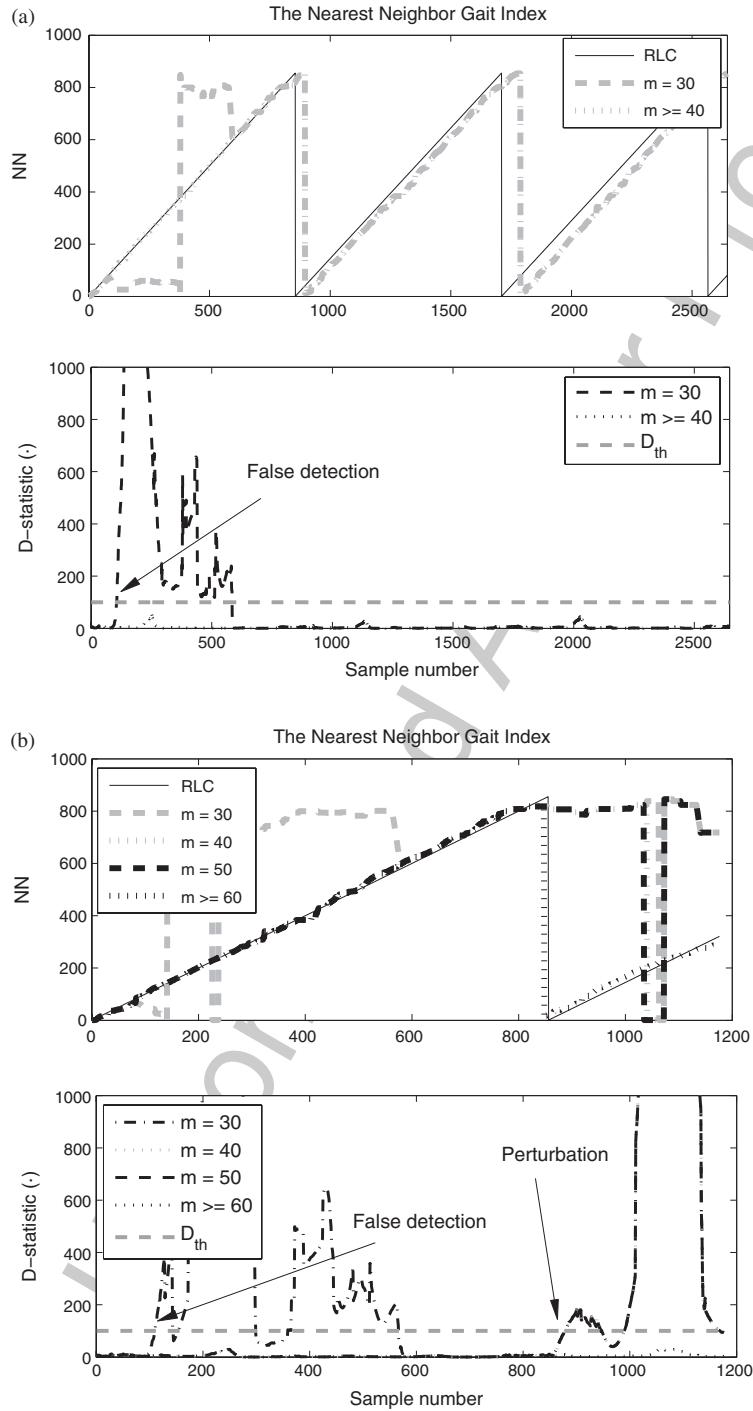 (a)
The Nearest Neighbor Gait Index
1000
800
600
400
200
0
NN
RLC
m = 30
m >= 40
0
500
1000
1500
2000
2500
1000
800
600
400
200
0
D−statistic (·)
m = 30
m >= 40
D_th
False detection
0
500
1000
1500
2000
2500
Sample number
(b)
The Nearest Neighbor Gait Index
1000
800
600
400
200
0
NN
RLC
m = 30
m = 40
m = 50
m >= 60
0
200
400
600
800
1000
1200
1000
800
600
400
200
0
D−statistic (·)
m = 30
m = 40
m = 50
m >= 60
D_th
Perturbation
False detection
0
200
400
600
800
1000
1200
Sample number